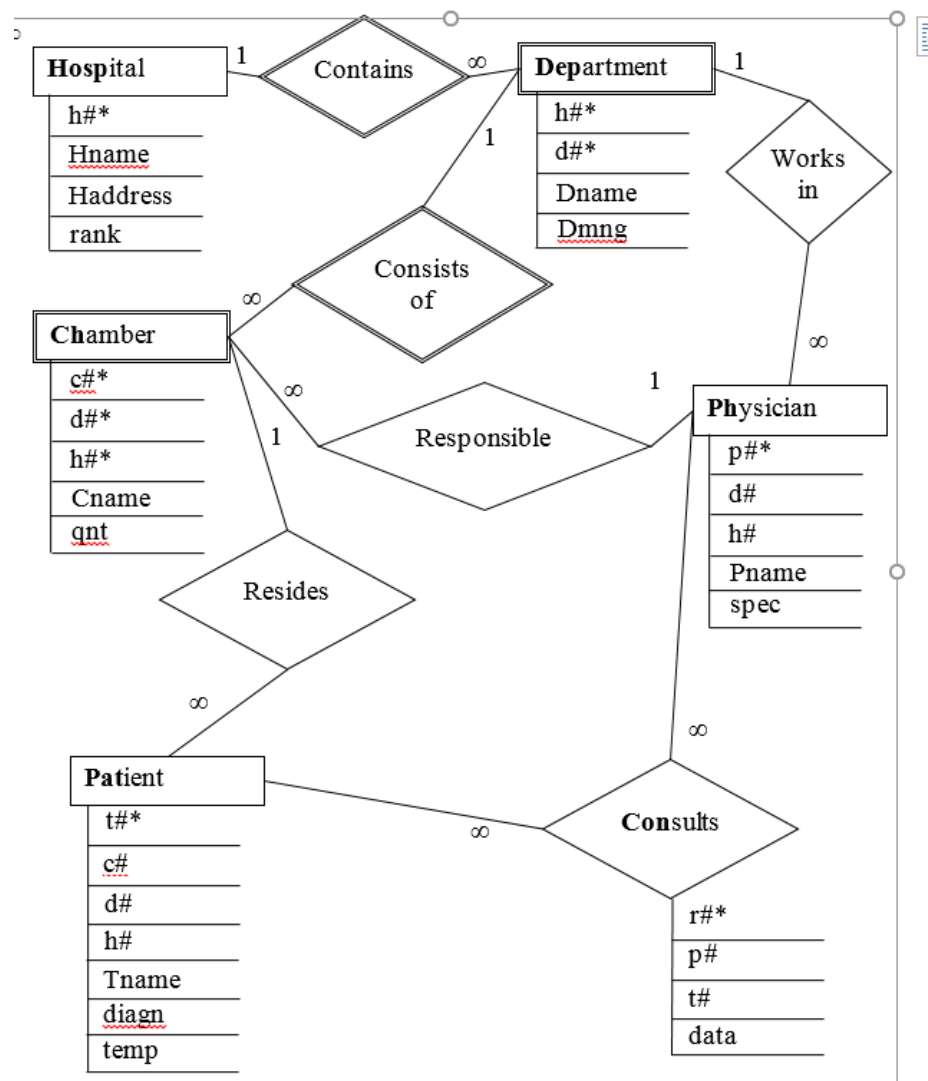 Hospital
h#*
Hname
Haddress
rank
1
Contains
∞
Department
h#*
d#*
Dname
Dmng
1
Works
in
∞
1
Consists
of
∞
Chamber
c#*
d#*
h#*
Cname
qnt
∞
Responsible
1
Physician
p#*
d#
h#
Pname
spec
1
Resides
∞
Patient
t#*
c#
d#
h#
Tname
diagn
temp
∞
∞
Consults
r#*
p#
t#
data